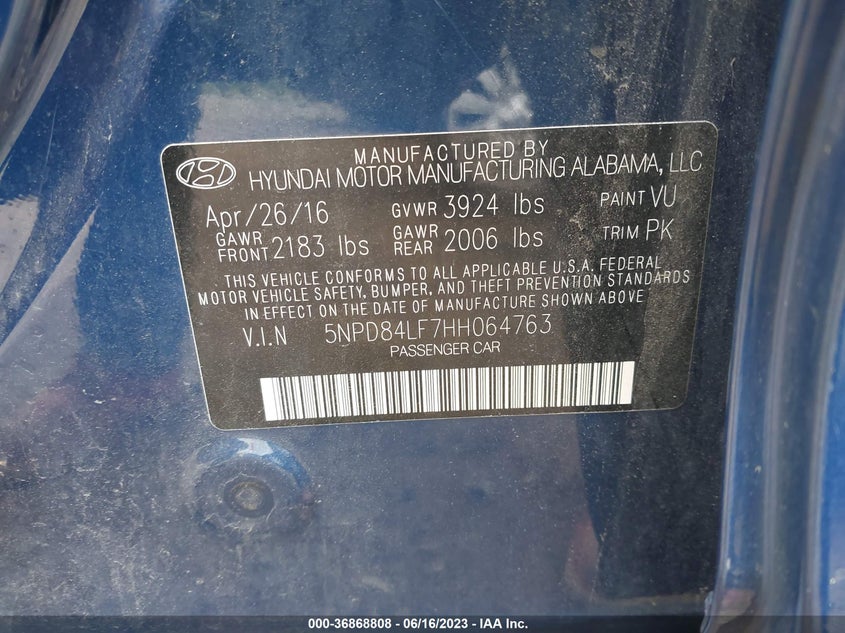 MANUFACTURED BY
HYUNDAI MOTOR MANUFACTURING ALABAMA, LLC
Apr/26/16 GVWR 3924 lbs PAINT VU
GAWR FRONT 2183 lbs GAWR REAR 2006 lbs TRIM PK
THIS VEHICLE CONFORMS TO ALL APPLICABLE U.S.A. FEDERAL
MOTOR VEHICLE SAFETY, BUMPER, AND THEFT PREVENTION STANDARDS
IN EFFECT ON THE DATE OF MANUFACTURE SHOWN ABOVE
V.I.N 5NPD84LF7HH064763
PASSENGER CAR
000-36868808 - 06/16/2023 - IAA Inc.